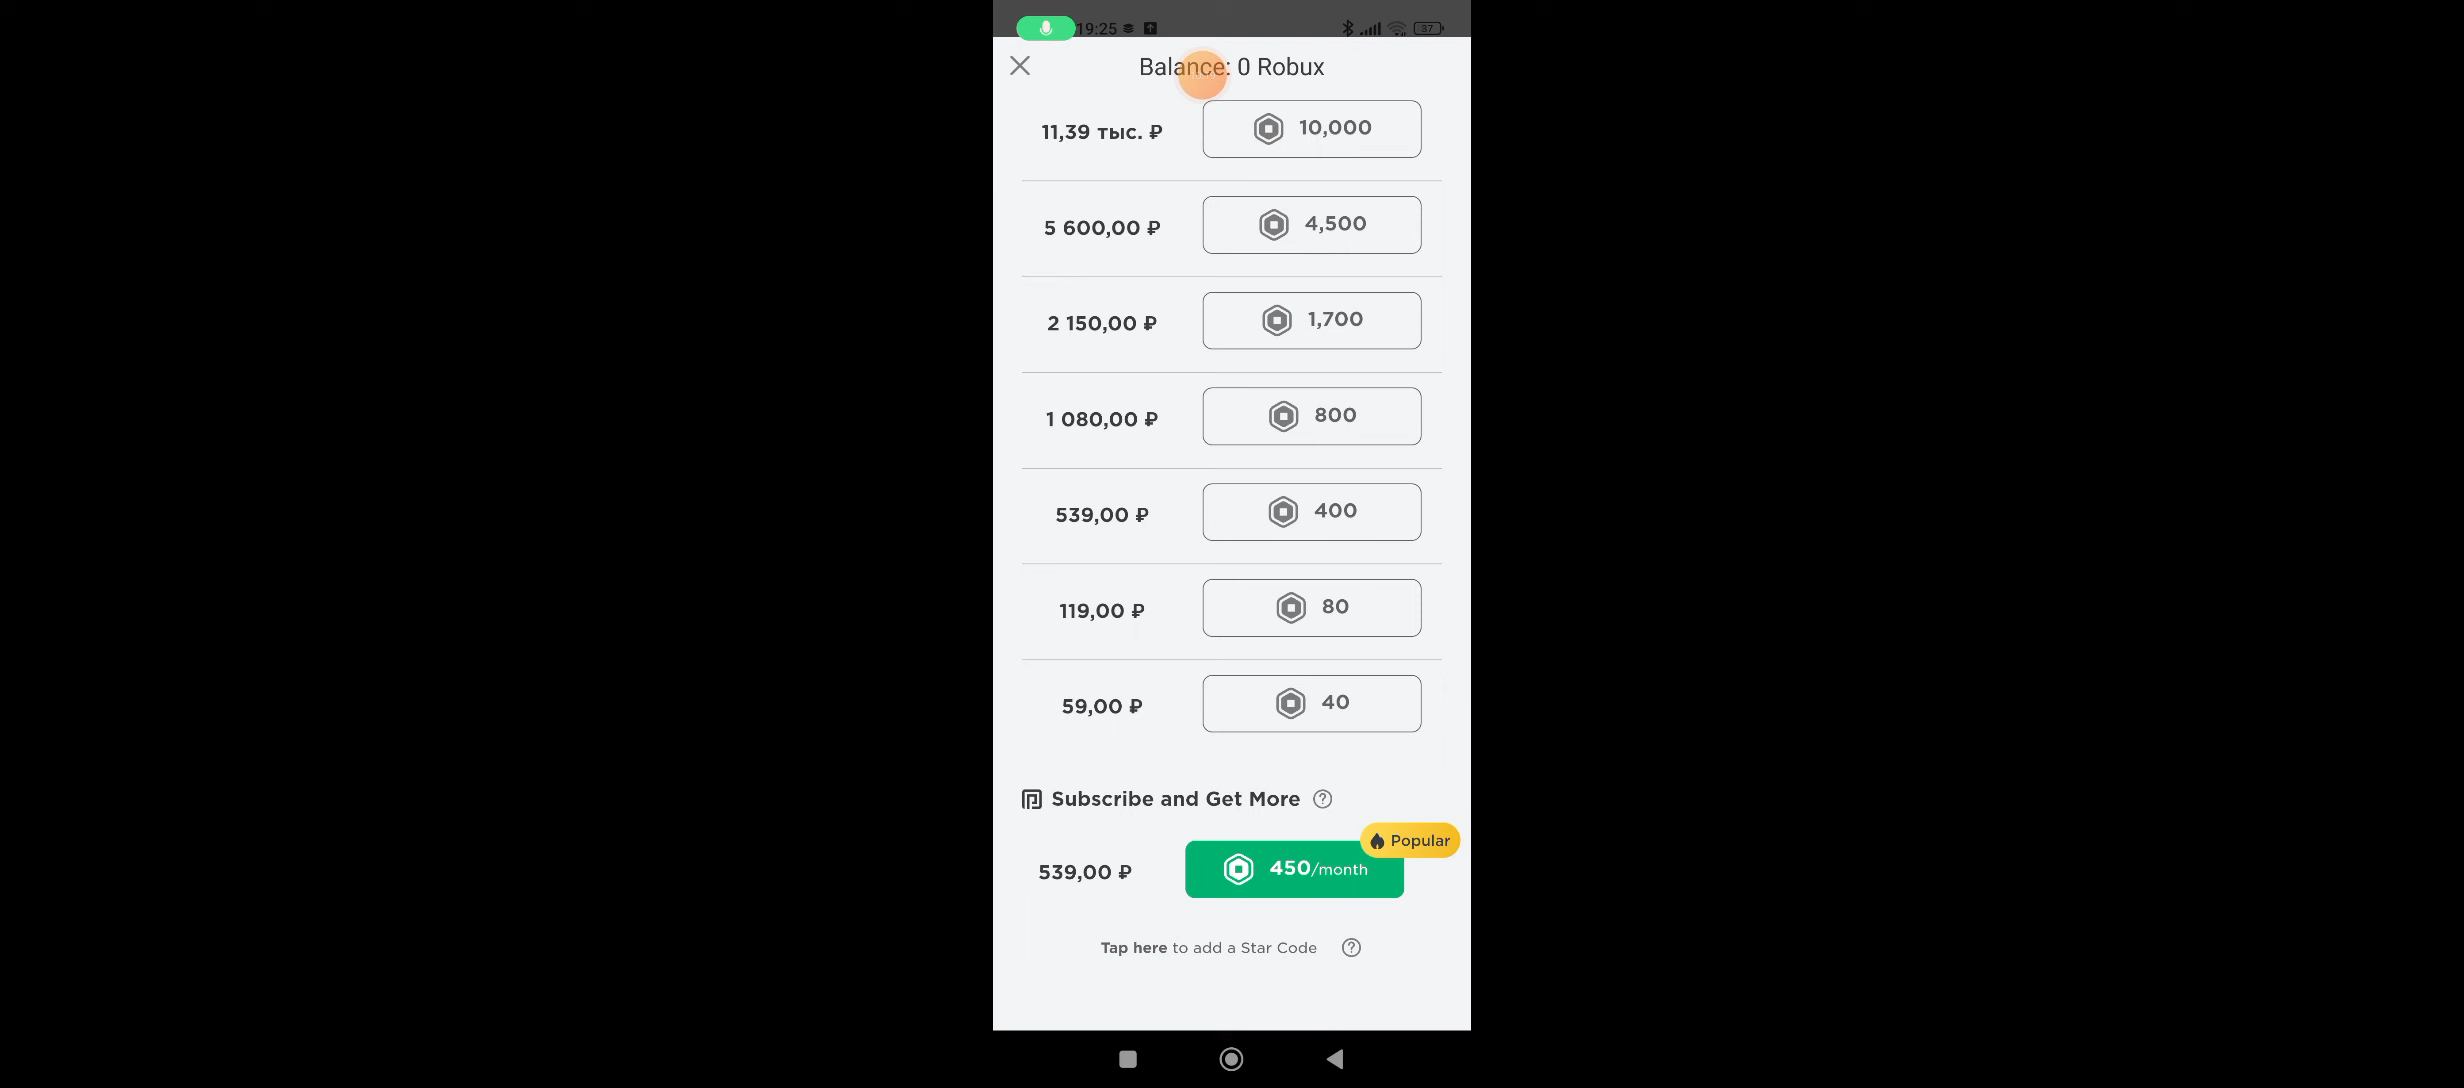 19:25
37
Balance: 0 Robux
11,39 тыс. ₽ 10,000
5 600,00 ₽ 4,500
2 150,00 ₽ 1,700
1 080,00 ₽ 800
539,00 ₽ 400
119,00 ₽ 80
59,00 ₽ 40
Subscribe and Get More
Popular
539,00 ₽ 450/month
Tap here to add a Star Code